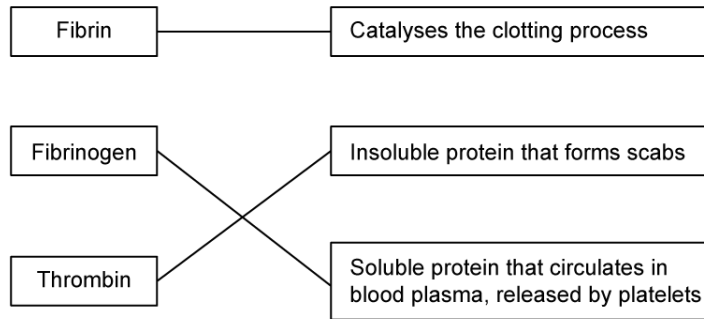 Fibrin
Catalyses the clotting process
Fibrinogen
Insoluble protein that forms scabs
Thrombin
Soluble protein that circulates in
blood plasma, released by platelets